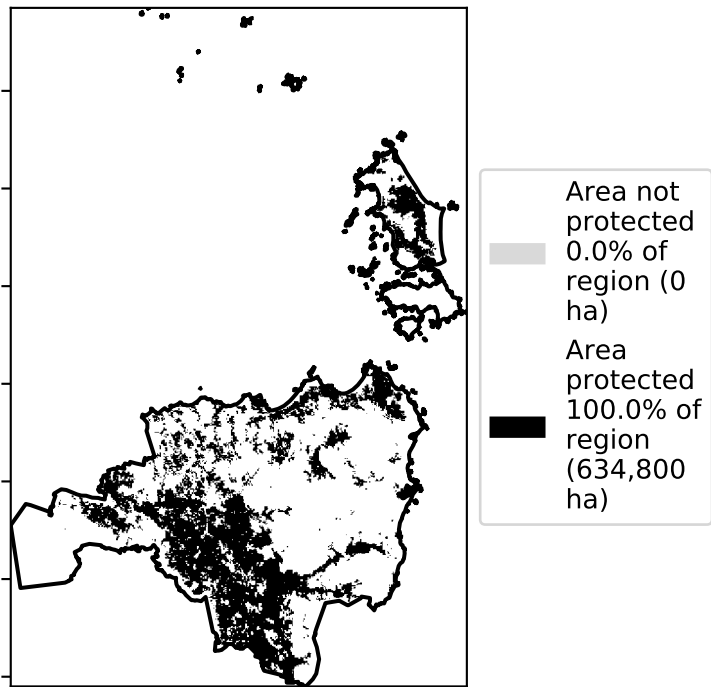 Area not
protected
0.0% of
region (0
ha)
Area
protected
100.0% of
region
(634,800
ha)